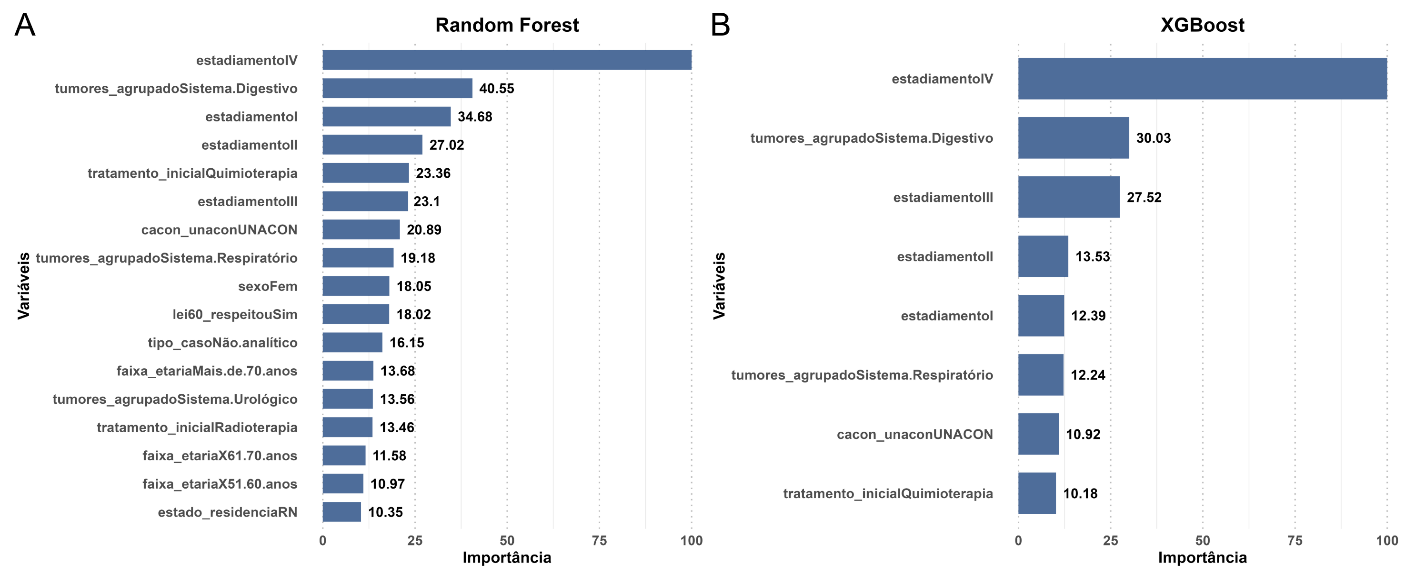 A
Random Forest
Variáveis
estadiamentoIV
tumores_agrupadoSistema.Digestivo 40.55
estadiamentoI 34.68
estadiamentoII 27.02
tratamento_inicialQuimioterapia 23.36
estadiamentoIII 23.1
cacon_unaconUNACON 20.89
tumores_agrupadoSistema.Respiratório 19.18
sexoFem 18.05
lei60_respeitouSim 18.02
tipo_casoNão.analítico 16.15
faixa_etariaMais.de.70.anos 13.68
tumores_agrupadoSistema.Urológico 13.56
tratamento_inicialRadioterapia 13.46
faixa_etariaX61.70.anos 11.58
faixa_etariaX51.60.anos 10.97
estado_residenciaRN 10.35
0 25 50 75 100
Importância
B
XGBoost
Variáveis
estadiamentoIV
tumores_agrupadoSistema.Digestivo 30.03
estadiamentoIII 27.52
estadiamentoII 13.53
estadiamentoI 12.39
tumores_agrupadoSistema.Respiratório 12.24
cacon_unaconUNACON 10.92
tratamento_inicialQuimioterapia 10.18
0 25 50 75 100
Importância